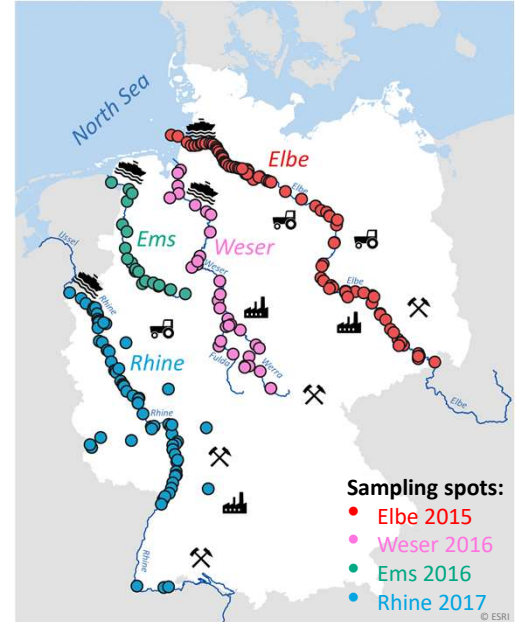 North Sea
Elbe
Elbe
Ems
Weser
IJssel
Weser
Elbe
Rhine
Rhine
Fulda
Werra
Rhine
Elbe
Rhine
Sampling spots:
• Elbe 2015
• Weser 2016
• Ems 2016
• Rhine 2017
© ESRI